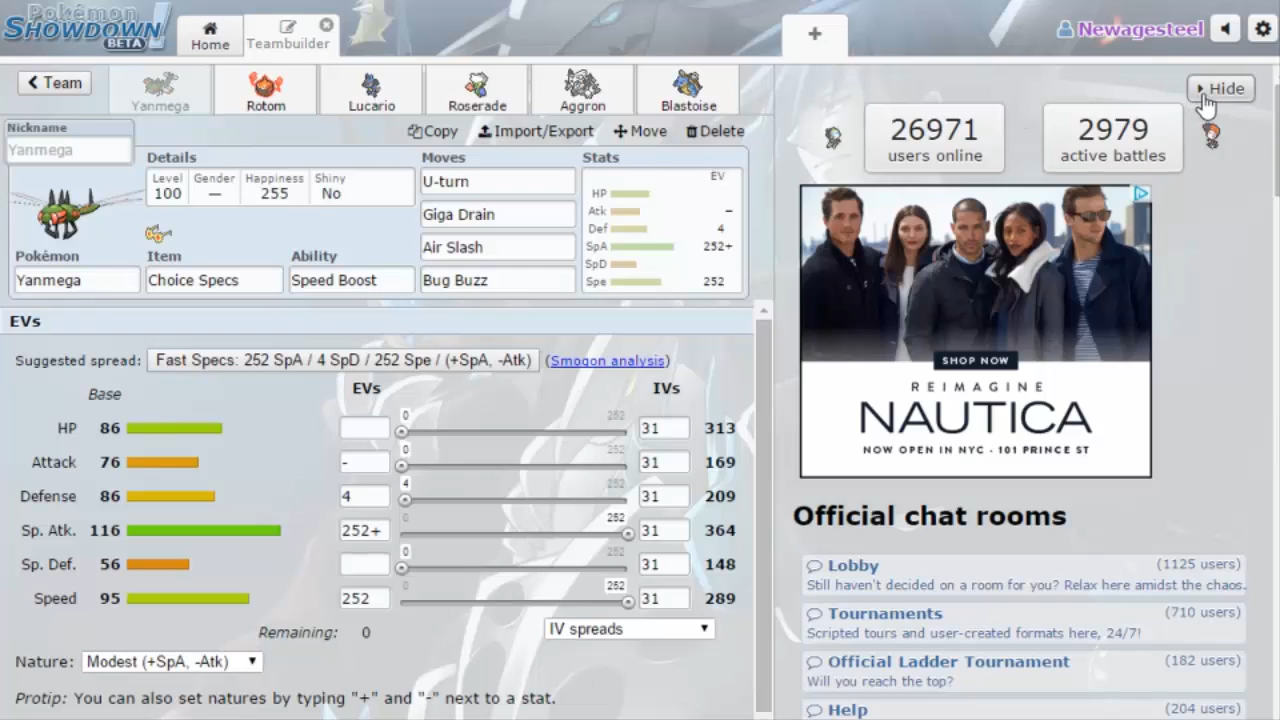 Pokémon
SHOWDOWN!
BETA
Home
Teambuilder
+
Newagesteel
< Team
Yanmega
Rotom
Lucario
Roserade
Aggron
Blastoise
Hide
Nickname
Yanmega
Copy
Import/Export
Move
Delete
26971
users online
2979
active battles
Details
Level
100
Gender
—
Happiness
255
Shiny
No
Moves
U-turn
Giga Drain
Air Slash
Bug Buzz
Stats
EV
HP
Atk –
Def 4
SpA 252+
SpD
Spe 252
Pokémon
Yanmega
Item
Choice Specs
Ability
Speed Boost
EVs
Suggested spread: Fast Specs: 252 SpA / 4 SpD / 252 Spe / (+SpA, -Atk) (Smogon analysis)
Base EVs IVs
HP 86 0 252 31 313
Attack 76 - 0 252 31 169
Defense 86 4 4 252 31 209
Sp. Atk. 116 252+ 0 252 31 364
Sp. Def. 56 0 252 31 148
Speed 95 252 0 252 31 289
Remaining: 0
IV spreads
Nature: Modest (+SpA, -Atk)
Protip: You can also set natures by typing "+" and "-" next to a stat.
SHOP NOW
REIMAGINE
NAUTICA
NOW OPEN IN NYC · 101 PRINCE ST
Official chat rooms
Lobby (1125 users)
Still haven't decided on a room for you? Relax here amidst the chaos.
Tournaments (710 users)
Scripted tours and user-created formats here, 24/7!
Official Ladder Tournament (182 users)
Will you reach the top?
Help (204 users)